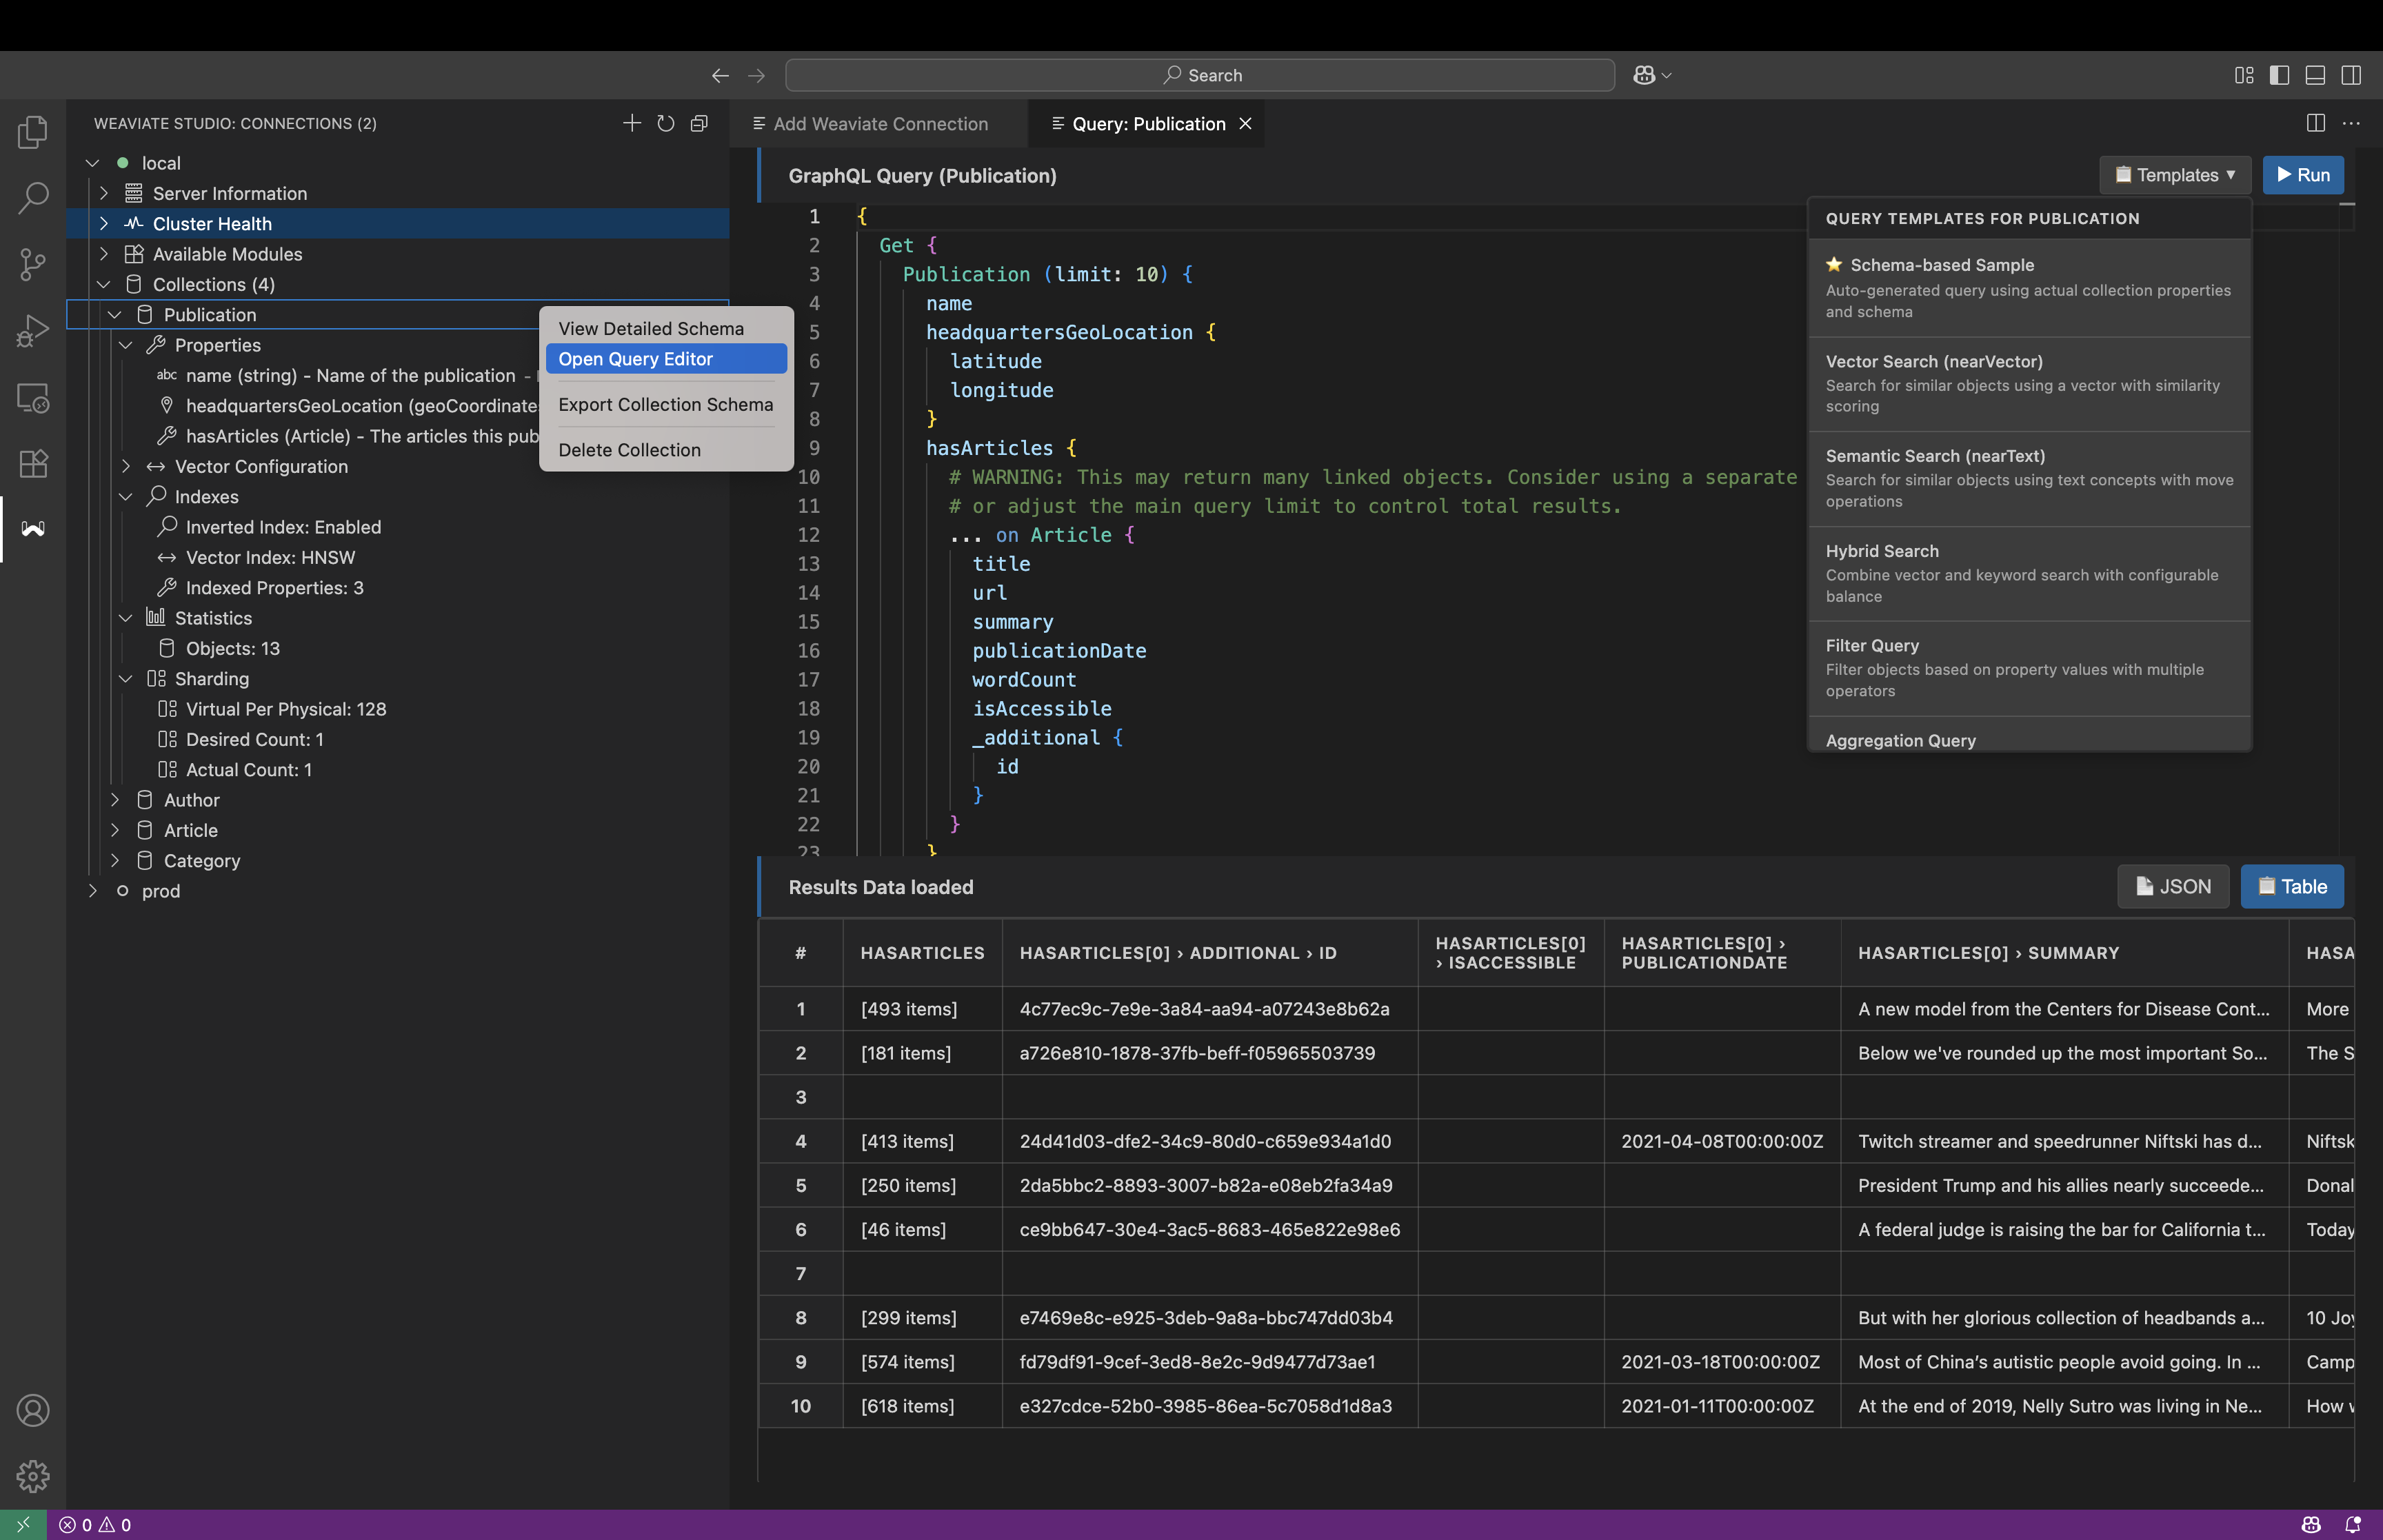 Search
WEAVIATE STUDIO: CONNECTIONS (2)
local
Server Information
Cluster Health
Available Modules
Collections (4)
Publication
Properties
abc name (string) - Name of the publication -
headquartersGeoLocation (geoCoordinates
hasArticles (Article) - The articles this pub
Vector Configuration
Indexes
Inverted Index: Enabled
Vector Index: HNSW
Indexed Properties: 3
Statistics
Objects: 13
Sharding
Virtual Per Physical: 128
Desired Count: 1
Actual Count: 1
Author
Article
Category
prod
View Detailed Schema
Open Query Editor
Export Collection Schema
Delete Collection
Add Weaviate Connection
Query: Publication
GraphQL Query (Publication)
Templates ▼
Run
1 {
2 Get {
3 Publication (limit: 10) {
4 name
5 headquartersGeoLocation {
6 latitude
7 longitude
8 }
9 hasArticles {
10 # WARNING: This may return many linked objects. Consider using a separate
11 # or adjust the main query limit to control total results.
12 ... on Article {
13 title
14 url
15 summary
16 publicationDate
17 wordCount
18 isAccessible
19 _additional {
20 id
21 }
22 }
23 }
QUERY TEMPLATES FOR PUBLICATION
Schema-based Sample
Auto-generated query using actual collection properties
and schema
Vector Search (nearVector)
Search for similar objects using a vector with similarity
scoring
Semantic Search (nearText)
Search for similar objects using text concepts with move
operations
Hybrid Search
Combine vector and keyword search with configurable
balance
Filter Query
Filter objects based on property values with multiple
operators
Aggregation Query
Results Data loaded
JSON
Table
# HASARTICLES HASARTICLES[0] › ADDITIONAL › ID HASARTICLES[0] › ISACCESSIBLE HASARTICLES[0] › PUBLICATIONDATE HASARTICLES[0] › SUMMARY HASA
1 [493 items] 4c77ec9c-7e9e-3a84-aa94-a07243e8b62a A new model from the Centers for Disease Cont... More
2 [181 items] a726e810-1878-37fb-beff-f05965503739 Below we've rounded up the most important So... The S
3
4 [413 items] 24d41d03-dfe2-34c9-80d0-c659e934a1d0 2021-04-08T00:00:00Z Twitch streamer and speedrunner Niftski has d... Niftsk
5 [250 items] 2da5bbc2-8893-3007-b82a-e08eb2fa34a9 President Trump and his allies nearly succeede... Donal
6 [46 items] ce9bb647-30e4-3ac5-8683-465e822e98e6 A federal judge is raising the bar for California t... Today
7
8 [299 items] e7469e8c-e925-3deb-9a8a-bbc747dd03b4 But with her glorious collection of headbands a... 10 Joy
9 [574 items] fd79df91-9cef-3ed8-8e2c-9d9477d73ae1 2021-03-18T00:00:00Z Most of China’s autistic people avoid going. In ... Camp
10 [618 items] e327cdce-52b0-3985-86ea-5c7058d1d8a3 2021-01-11T00:00:00Z At the end of 2019, Nelly Sutro was living in Ne... How
0 0